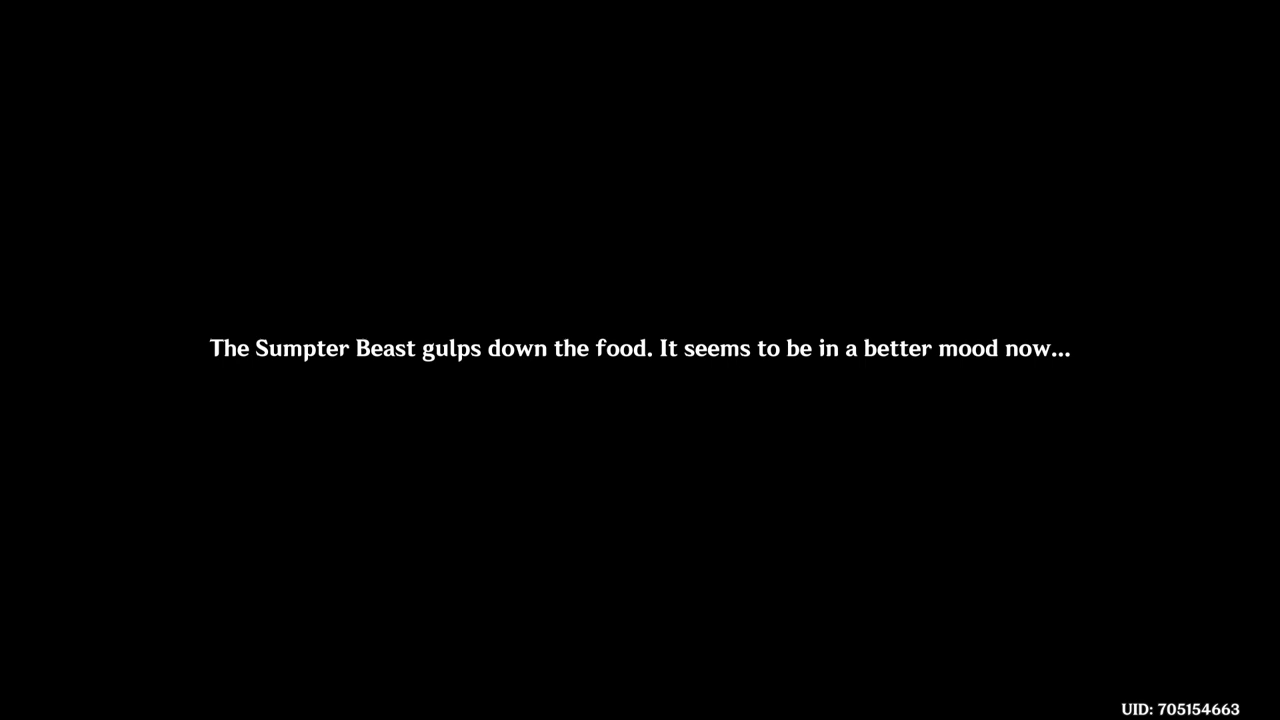 The Sumpter Beast gulps down the food. It seems to be in a better mood now...
UID: 705154663